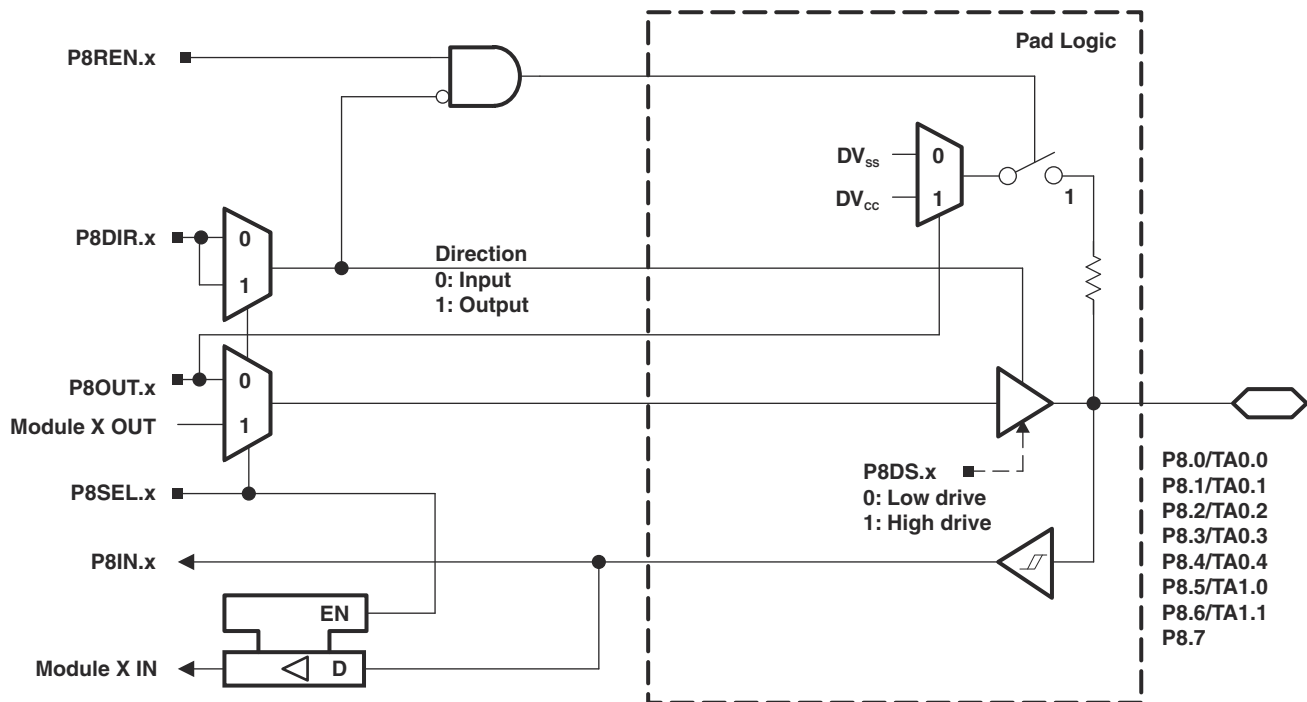 Pad Logic
P8REN.x
DVss
0
DVcc
1
1
P8DIR.x
0
1
Direction
0: Input
1: Output
P8OUT.x
0
Module X OUT
1
P8SEL.x
P8DS.x
0: Low drive
1: High drive
P8.0/TA0.0
P8.1/TA0.1
P8.2/TA0.2
P8.3/TA0.3
P8.4/TA0.4
P8.5/TA1.0
P8.6/TA1.1
P8.7
P8IN.x
EN
Module X IN
D